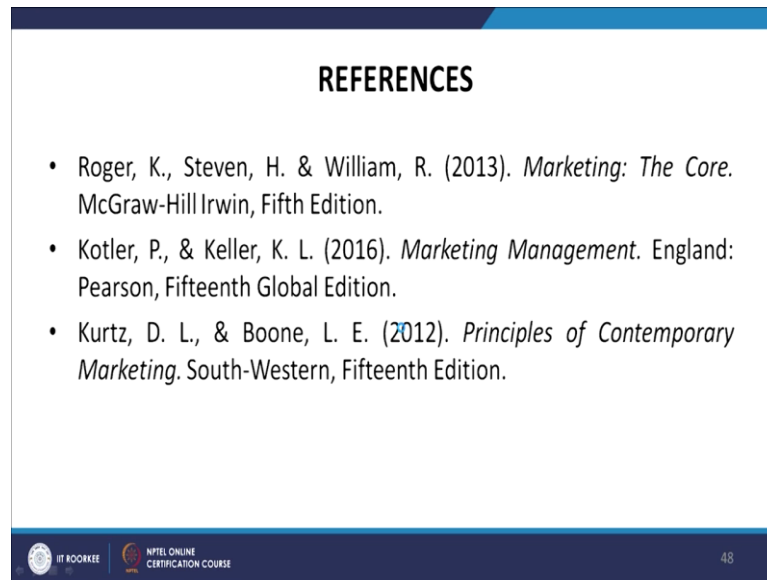 REFERENCES
• Roger, K., Steven, H. & William, R. (2013). Marketing: The Core.
McGraw-Hill Irwin, Fifth Edition.
• Kotler, P., & Keller, K. L. (2016). Marketing Management. England:
Pearson, Fifteenth Global Edition.
• Kurtz, D. L., & Boone, L. E. (2012). Principles of Contemporary
Marketing. South-Western, Fifteenth Edition.
IIT ROORKEE
NPTEL ONLINE
CERTIFICATION COURSE
NPTEL
48